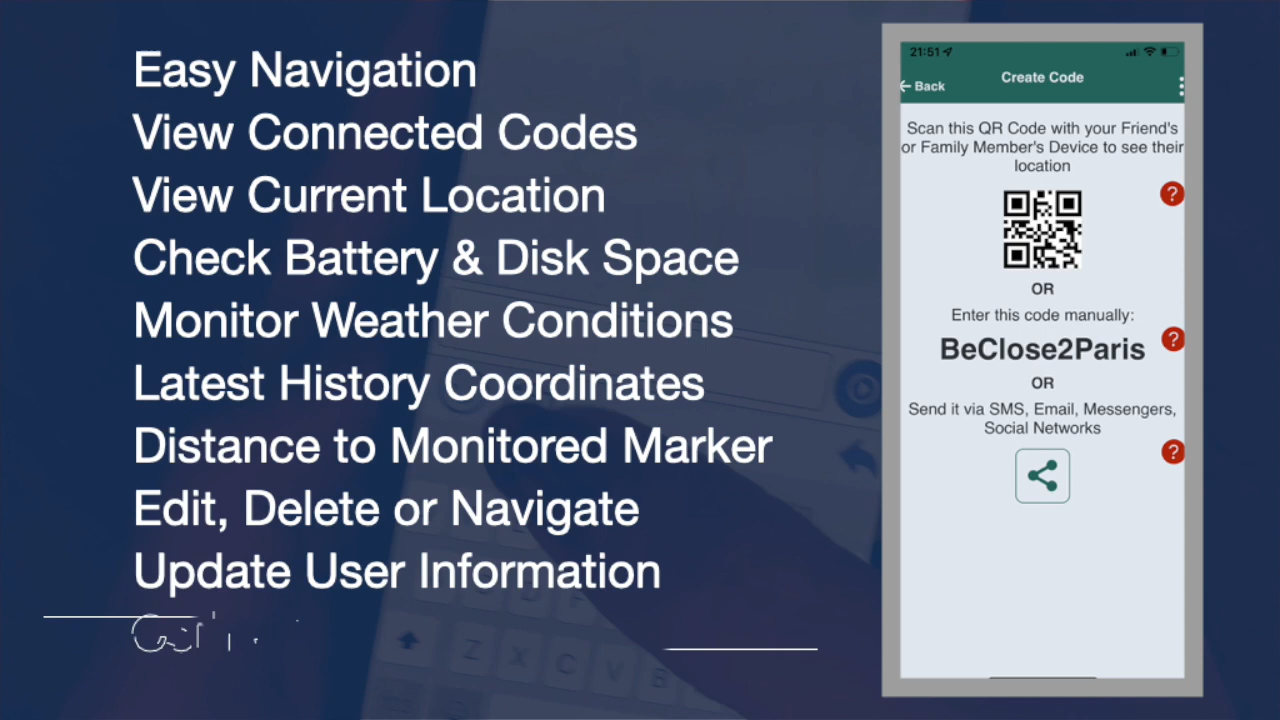 Easy Navigation
View Connected Codes
View Current Location
Check Battery & Disk Space
Monitor Weather Conditions
Latest History Coordinates
Distance to Monitored Marker
Edit, Delete or Navigate
Update User Information
21:51
Back
Create Code
Scan this QR Code with your Friend's
or Family Member's Device to see their
location
?
OR
Enter this code manually:
BeClose2Paris
?
OR
Send it via SMS, Email, Messengers,
Social Networks
?
Z X C V B